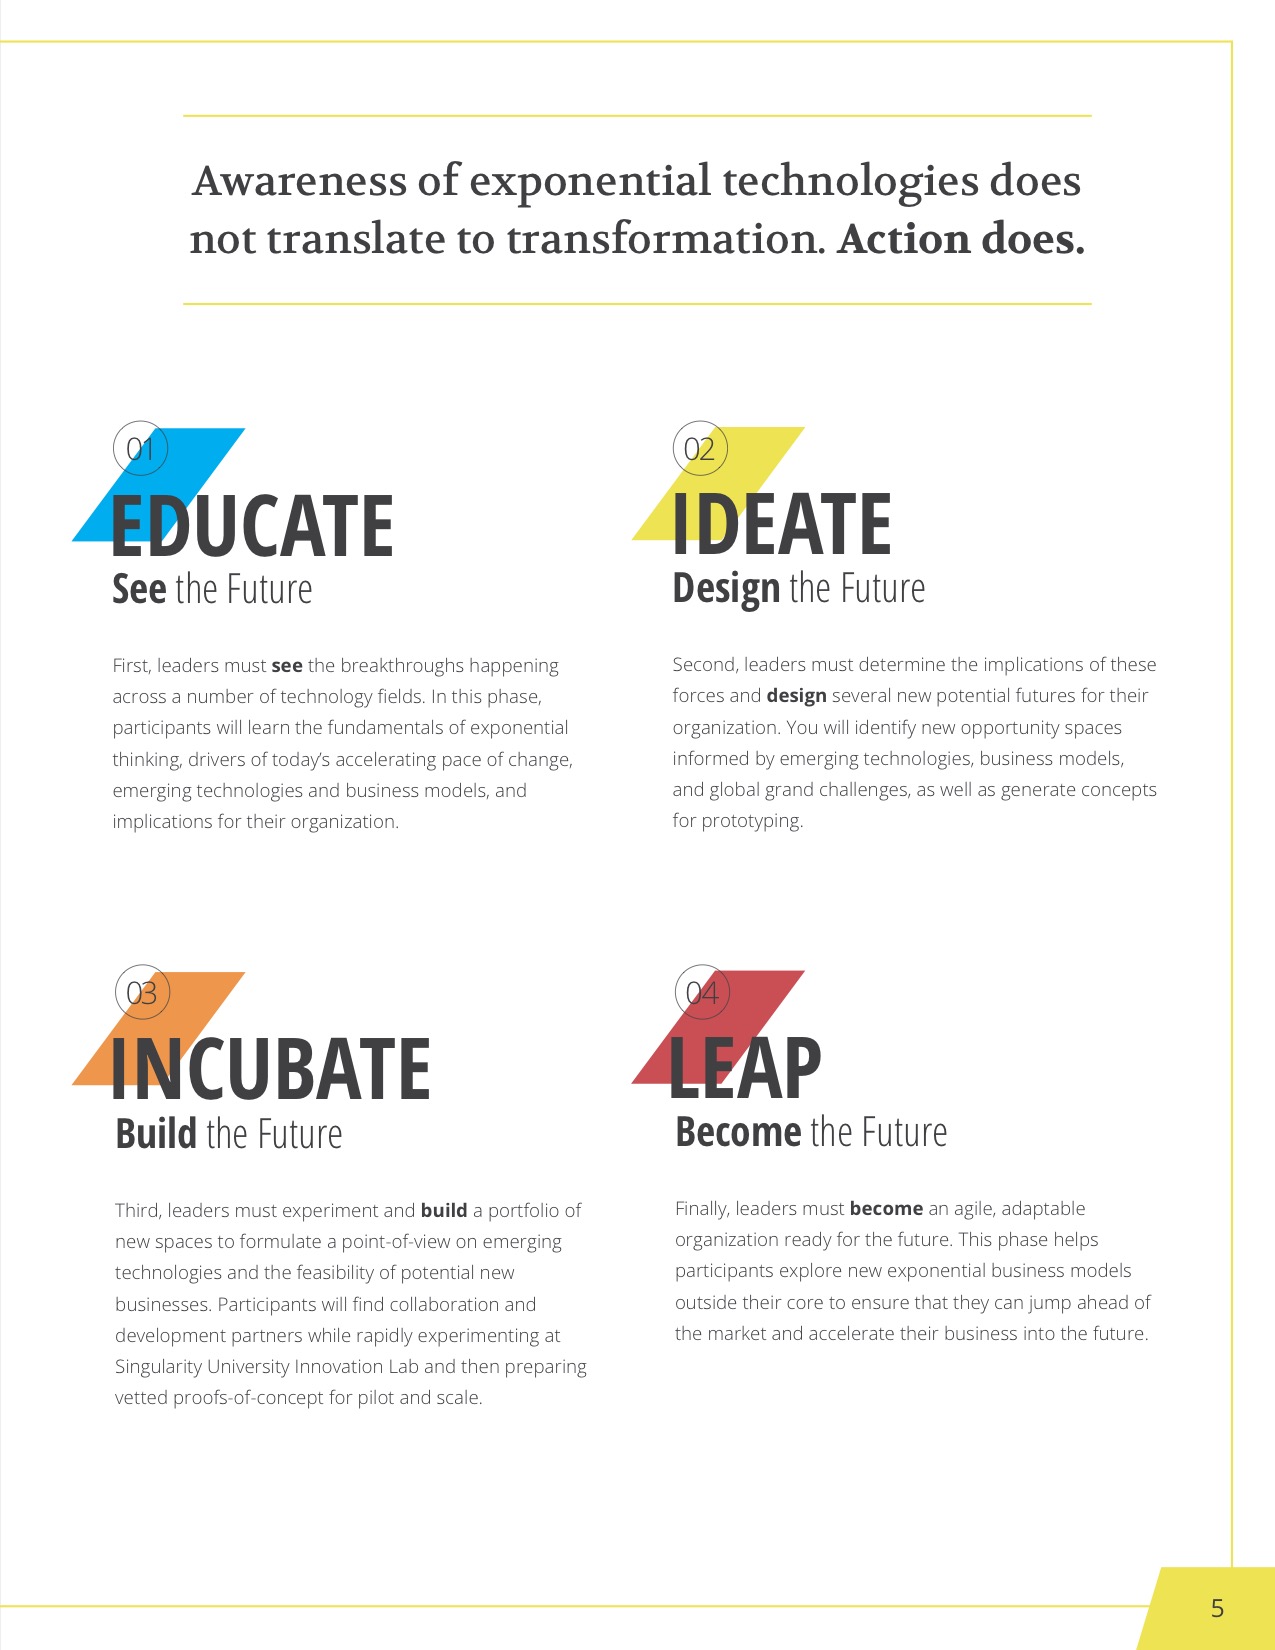 Awareness of exponential technologies does
not translate to transformation. Action does.
01
EDUCATE
See the Future
First, leaders must see the breakthroughs happening
across a number of technology fields. In this phase,
participants will learn the fundamentals of exponential
thinking, drivers of today’s accelerating pace of change,
emerging technologies and business models, and
implications for their organization.
02
IDEATE
Design the Future
Second, leaders must determine the implications of these
forces and design several new potential futures for their
organization. You will identify new opportunity spaces
informed by emerging technologies, business models,
and global grand challenges, as well as generate concepts
for prototyping.
03
INCUBATE
Build the Future
Third, leaders must experiment and build a portfolio of
new spaces to formulate a point-of-view on emerging
technologies and the feasibility of potential new
businesses. Participants will find collaboration and
development partners while rapidly experimenting at
Singularity University Innovation Lab and then preparing
vetted proofs-of-concept for pilot and scale.
04
LEAP
Become the Future
Finally, leaders must become an agile, adaptable
organization ready for the future. This phase helps
participants explore new exponential business models
outside their core to ensure that they can jump ahead of
the market and accelerate their business into the future.
5